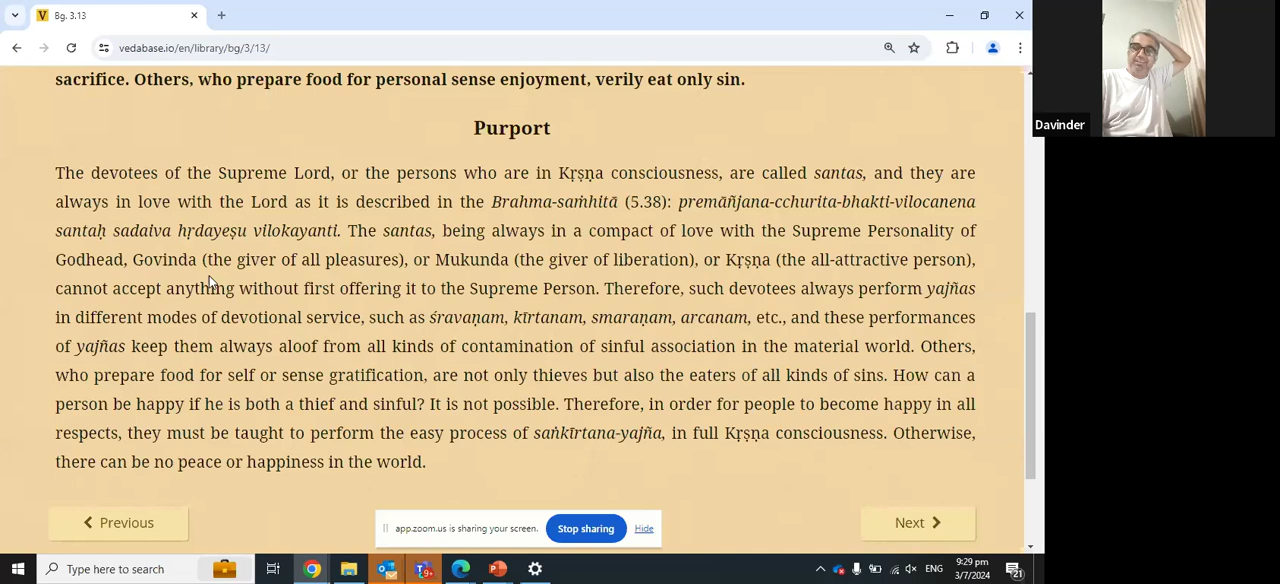 Bg. 3.13
vedabase.io/en/library/bg/3/13/
sacrifice. Others, who prepare food for personal sense enjoyment, verily eat only sin.
Purport
The devotees of the Supreme Lord, or the persons who are in Kṛṣṇa consciousness, are called santas, and they are
always in love with the Lord as it is described in the Brahma-saṁhitā (5.38): premāñjana-cchurita-bhakti-vilocanena
santaḥ sadaiva hṛdayeṣu vilokayanti. The santas, being always in a compact of love with the Supreme Personality of
Godhead, Govinda (the giver of all pleasures), or Mukunda (the giver of liberation), or Kṛṣṇa (the all-attractive person),
cannot accept anything without first offering it to the Supreme Person. Therefore, such devotees always perform yajñas
in different modes of devotional service, such as śravaṇam, kīrtanam, smaraṇam, arcanam, etc., and these performances
of yajñas keep them always aloof from all kinds of contamination of sinful association in the material world. Others,
who prepare food for self or sense gratification, are not only thieves but also the eaters of all kinds of sins. How can a
person be happy if he is both a thief and sinful? It is not possible. Therefore, in order for people to become happy in all
respects, they must be taught to perform the easy process of saṅkīrtana-yajña, in full Kṛṣṇa consciousness. Otherwise,
there can be no peace or happiness in the world.
Previous
Next
app.zoom.us is sharing your screen.
Stop sharing
Hide
Type here to search
9+
ENG
9:29 pm
3/7/2024
21
Davinder